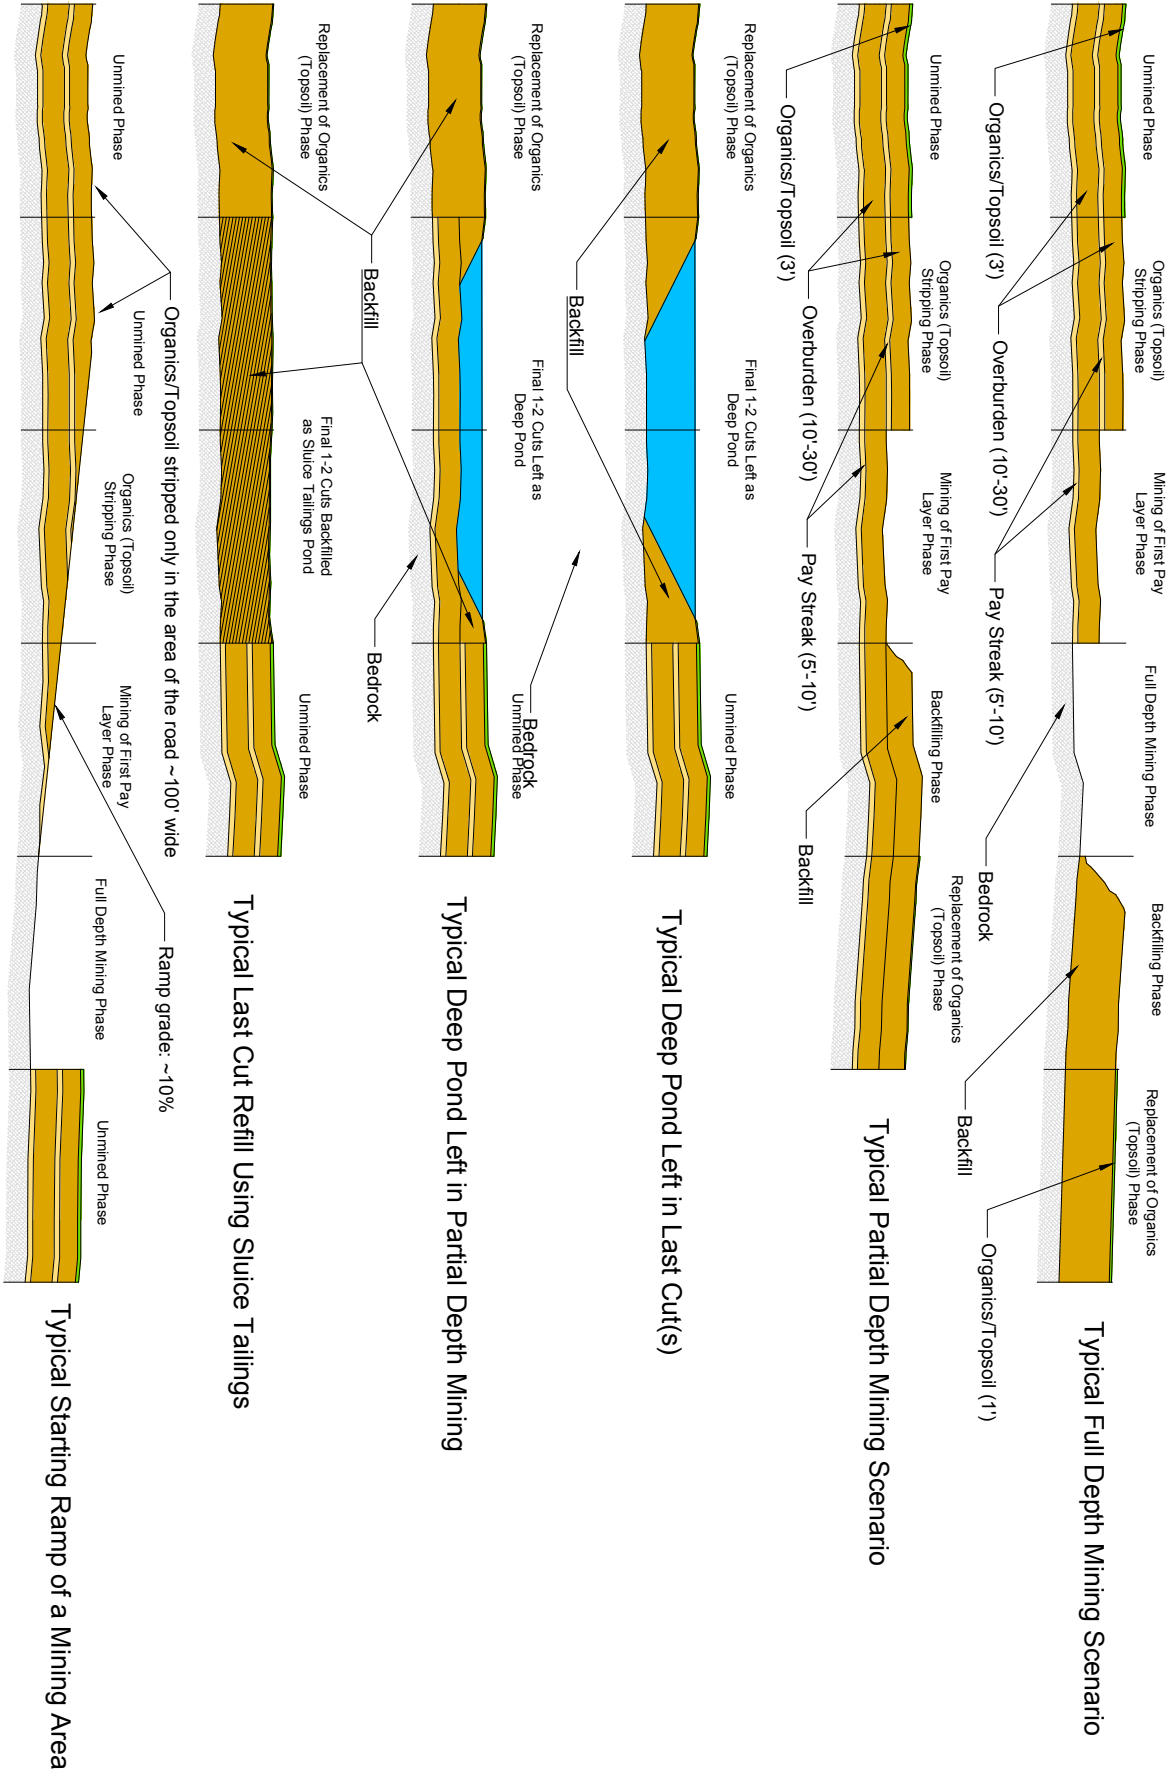 Unmined Phase
Organics (Topsoil)
Stripping Phase
Mining of First Pay
Layer Phase
Full Depth Mining Phase
Backfilling Phase
Replacement of Organics
(Topsoil) Phase
Organics/Topsoil (3')
Overburden (10'-30')
Pay Streak (5'-10')
Bedrock
Backfill
Organics/Topsoil (1')
Typical Full Depth Mining Scenario
Unmined Phase
Organics (Topsoil)
Stripping Phase
Mining of First Pay
Layer Phase
Backfilling Phase
Replacement of Organics
(Topsoil) Phase
Organics/Topsoil (3')
Overburden (10'-30')
Pay Streak (5'-10')
Backfill
Typical Partial Depth Mining Scenario
Replacement of Organics
(Topsoil) Phase
Final 1-2 Cuts Left as
Deep Pond
Unmined Phase
Backfill
Bedrock
Typical Deep Pond Left in Last Cut(s)
Replacement of Organics
(Topsoil) Phase
Final 1-2 Cuts Left as
Deep Pond
Unmined Phase
Backfill
Bedrock
Typical Deep Pond Left in Partial Depth Mining
Replacement of Organics
(Topsoil) Phase
Final 1-2 Cuts Backfilled
as Sluice Tailings Pond
Unmined Phase
Typical Last Cut Refill Using Sluice Tailings
Organics/Topsoil stripped only in the area of the road ~100' wide
Ramp grade: ~10%
Unmined Phase
Unmined Phase
Organics (Topsoil)
Stripping Phase
Mining of First Pay
Layer Phase
Full Depth Mining Phase
Unmined Phase
Typical Starting Ramp of a Mining Area